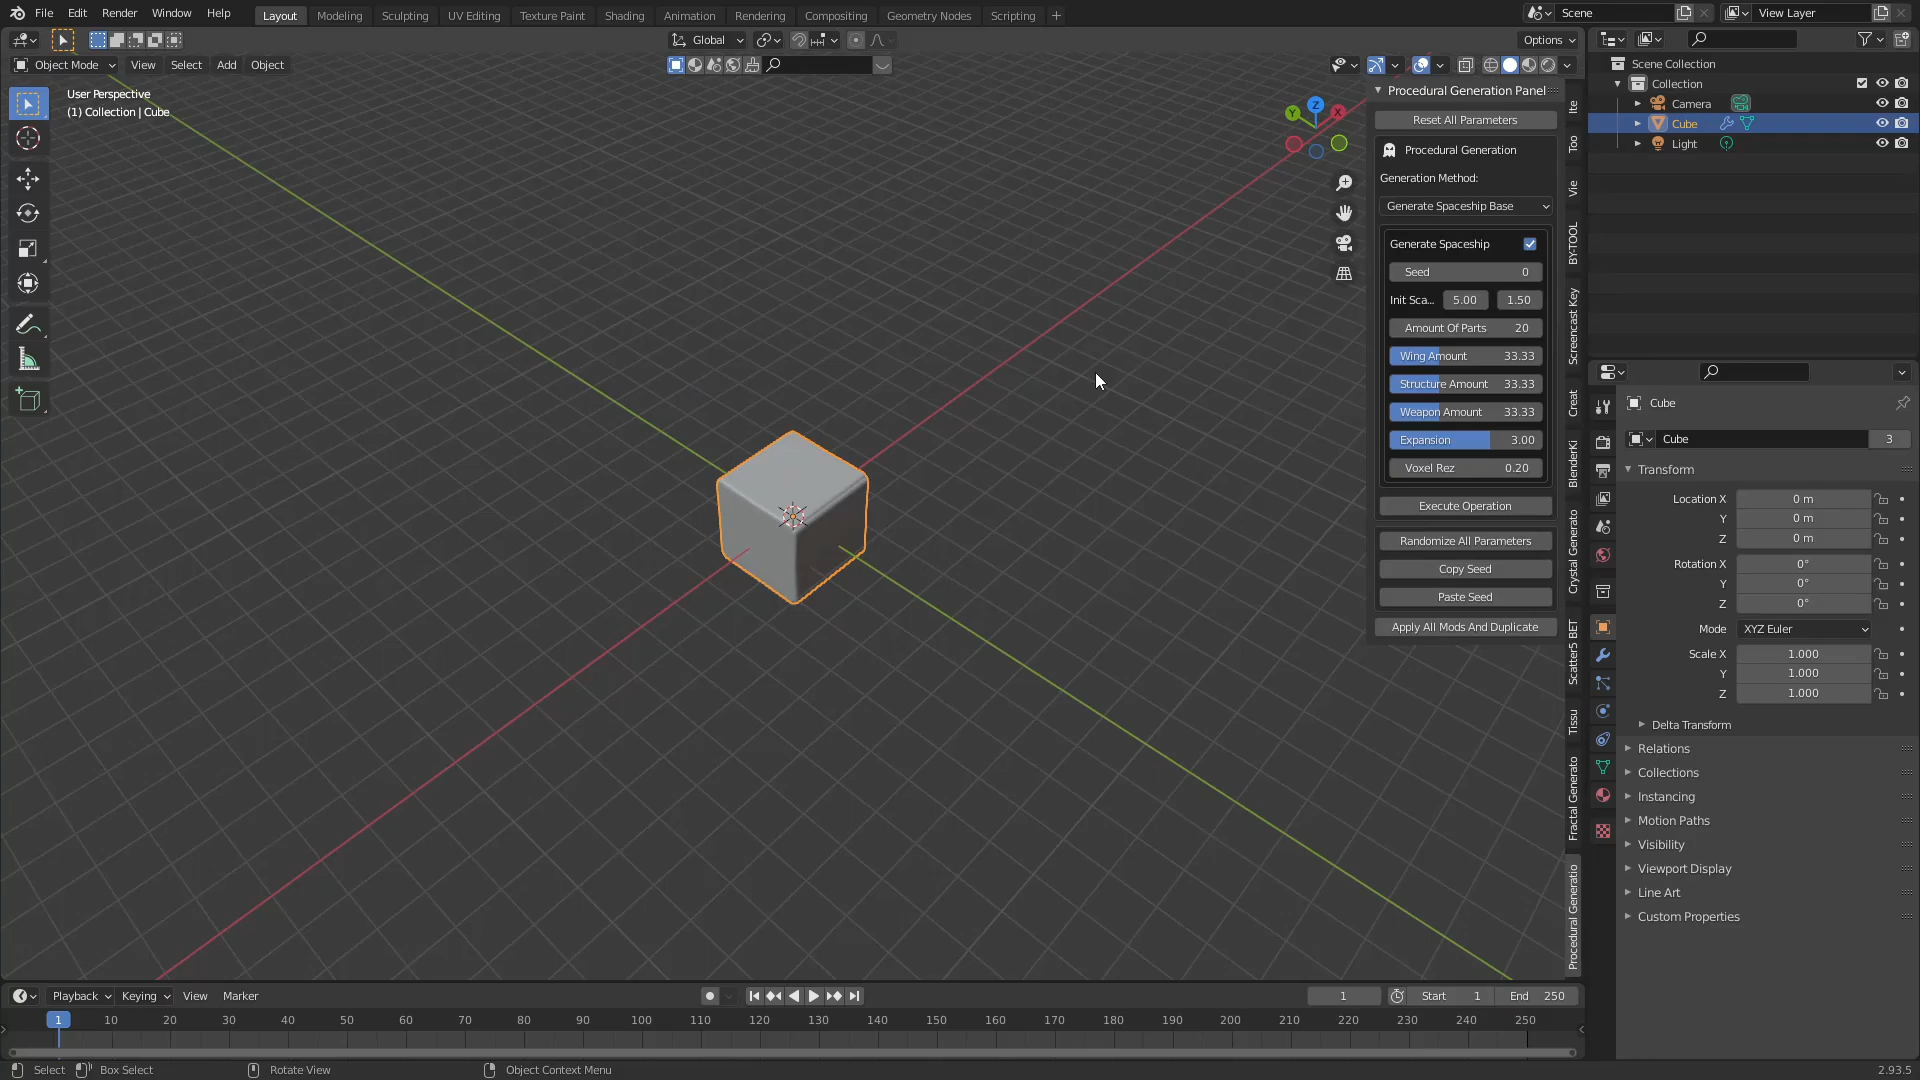 File Edit Render Window Help Layout Modeling Sculpting UV Editing Texture Paint Shading Animation Rendering Compositing Geometry Nodes Scripting + Scene View Layer
Global Options
Object Mode View Select Add Object
User Perspective
(1) Collection | Cube
Z
Y
X
Procedural Generation Panel
Reset All Parameters
Procedural Generation
Generation Method:
Generate Spaceship Base
Generate Spaceship
Seed 0
Init Sca... 5.00 1.50
Amount Of Parts 20
Wing Amount 33.33
Structure Amount 33.33
Weapon Amount 33.33
Expansion 3.00
Voxel Rez 0.20
Execute Operation
Randomize All Parameters
Copy Seed
Paste Seed
Apply All Mods And Duplicate
Ite
Too
Vie
BY-TOOL
Screencast Key
Creat
BlenderKi
Crystal Generato
Scatter5 BET
Tissu
Fractal Generato
Procedural Generatio
Scene Collection
Collection
Camera
Cube
Light
Cube
Cube 3
Transform
Location X 0 m
Y 0 m
Z 0 m
Rotation X 0°
Y 0°
Z 0°
Mode XYZ Euler
Scale X 1.000
Y 1.000
Z 1.000
Delta Transform
Relations
Collections
Instancing
Motion Paths
Visibility
Viewport Display
Line Art
Custom Properties
Playback Keying View Marker 1 Start 1 End 250
1 10 20 30 40 50 60 70 80 90 100 110 120 130 140 150 160 170 180 190 200 210 220 230 240 250
Select Box Select Rotate View Object Context Menu 2.93.5